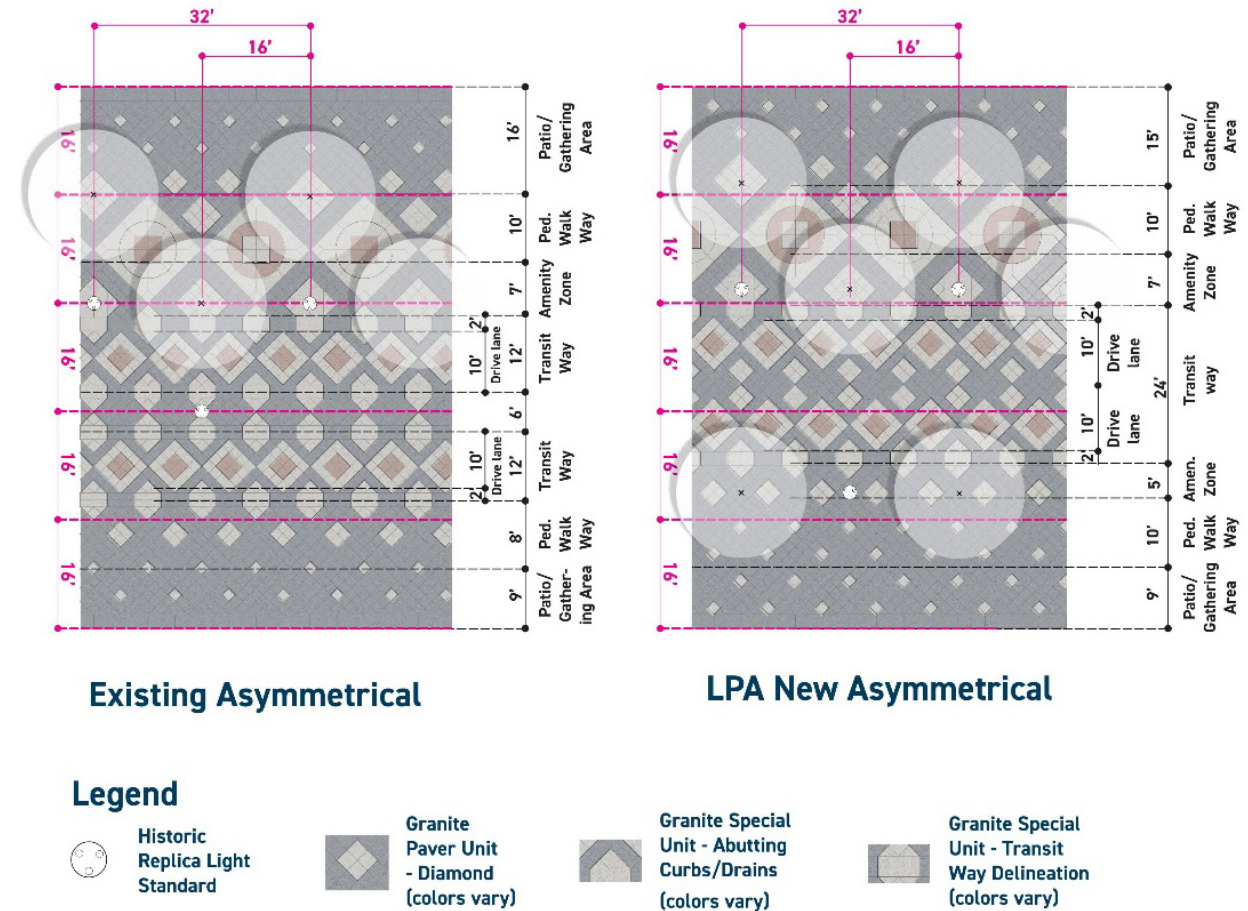 32'
16'
16'
16'
16'
16'
16'
16'
Patio/
Gathering
Area
10'
Ped.
Walk
Way
7'
Amenity
Zone
2'
10'
Drive lane
12'
Transit
Way
6'
10'
Drive lane
2'
12'
Transit
Way
8'
Ped.
Walk
Way
9'
Patio/
Gather-
ing Area
Existing Asymmetrical
32'
16'
16'
16'
16'
16'
16'
15'
Patio/
Gathering
Area
10'
Ped.
Walk
Way
7'
Amenity
Zone
2'
10'
Drive
lane
10'
Drive
lane
2'
24'
Transit
way
5'
Amen.
Zone
10'
Ped.
Walk
Way
9'
Patio/
Gathering
Area
LPA New Asymmetrical
Legend
Historic
Replica Light
Standard
Granite
Paver Unit
- Diamond
(colors vary)
Granite Special
Unit - Abutting
Curbs/Drains
(colors vary)
Granite Special
Unit - Transit
Way Delineation
(colors vary)